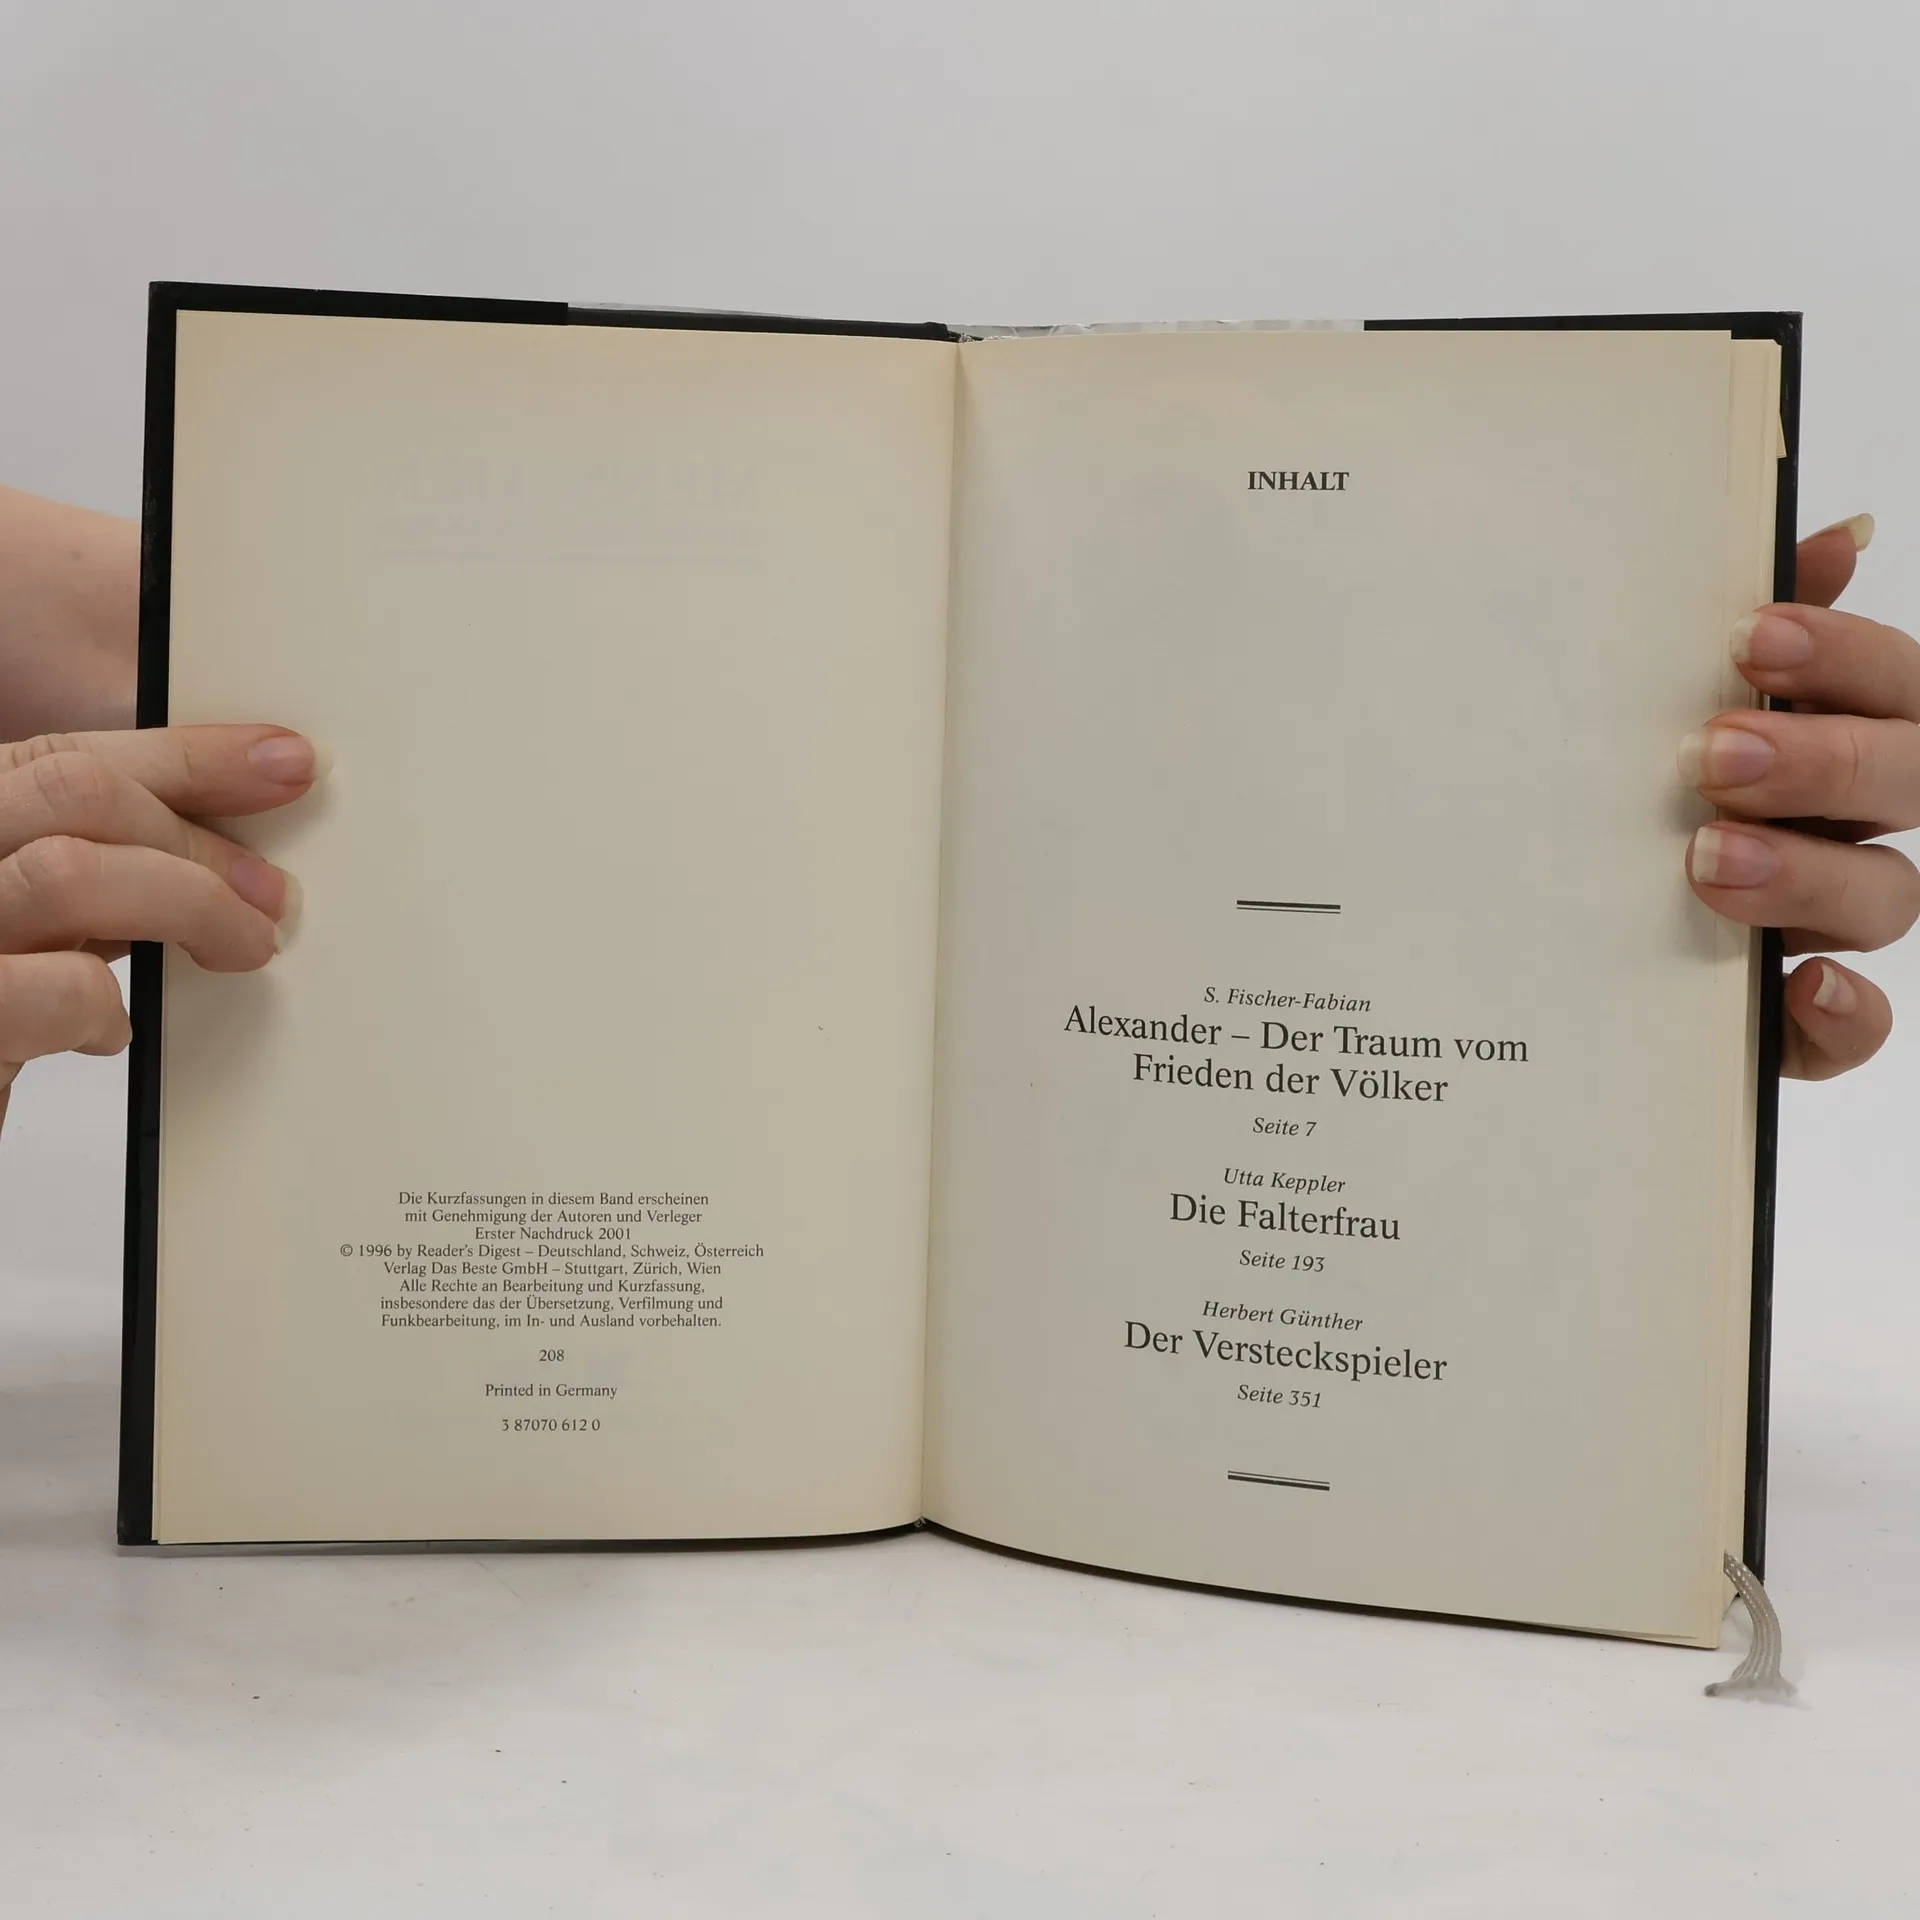 Die Kurzfassungen in diesem Band erscheinen
mit Genehmigung der Autoren und Verleger
Erster Nachdruck 2001
© 1996 by Reader's Digest – Deutschland, Schweiz, Österreich
Verlag Das Beste GmbH – Stuttgart, Zürich, Wien
Alle Rechte an Bearbeitung und Kurzfassung,
insbesondere das der Übersetzung, Verfilmung und
Funkbearbeitung, im In- und Ausland vorbehalten.
208
Printed in Germany
3 87070 612 0
INHALT
S. Fischer-Fabian
Alexander – Der Traum vom
Frieden der Völker
Seite 7
Utta Keppler
Die Falterfrau
Seite 193
Herbert Günther
Der Versteckspieler
Seite 351